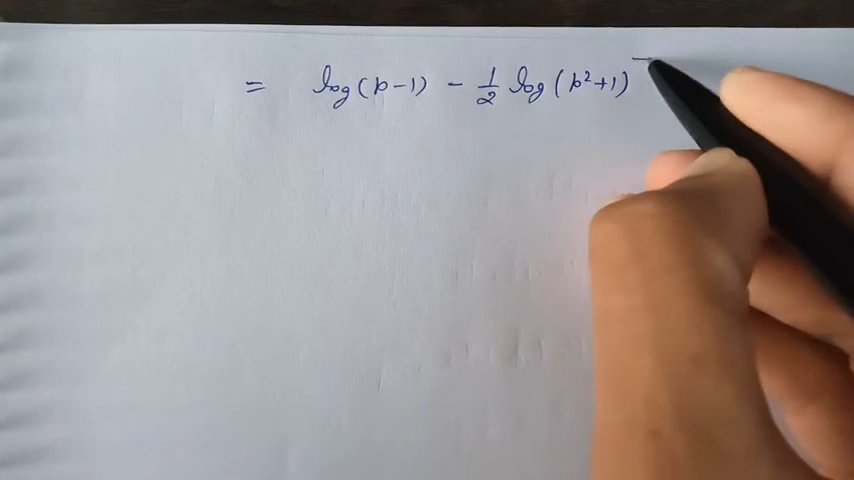 = log(p-1) - 1/2 log(p²+1)